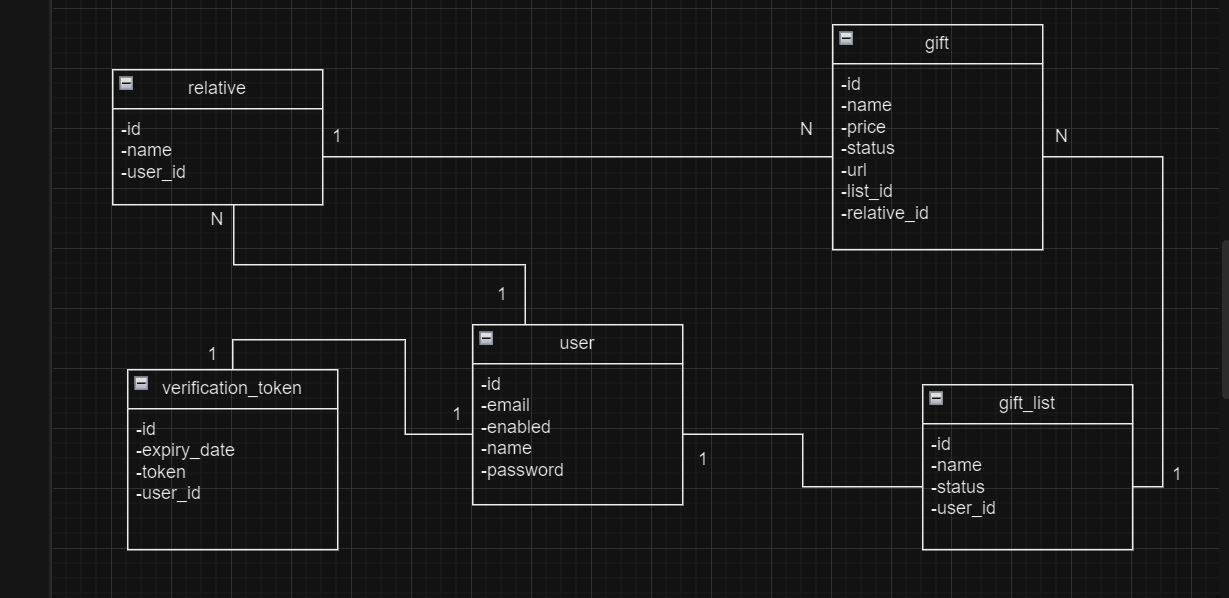 relative
-id
-name
-user_id
1
N
gift
-id
-name
-price
-status
-url
-list_id
-relative_id
N
N
1
user
-id
-email
-enabled
-name
-password
1
1
verification_token
-id
-expiry_date
-token
-user_id
1
gift_list
-id
-name
-status
-user_id
1